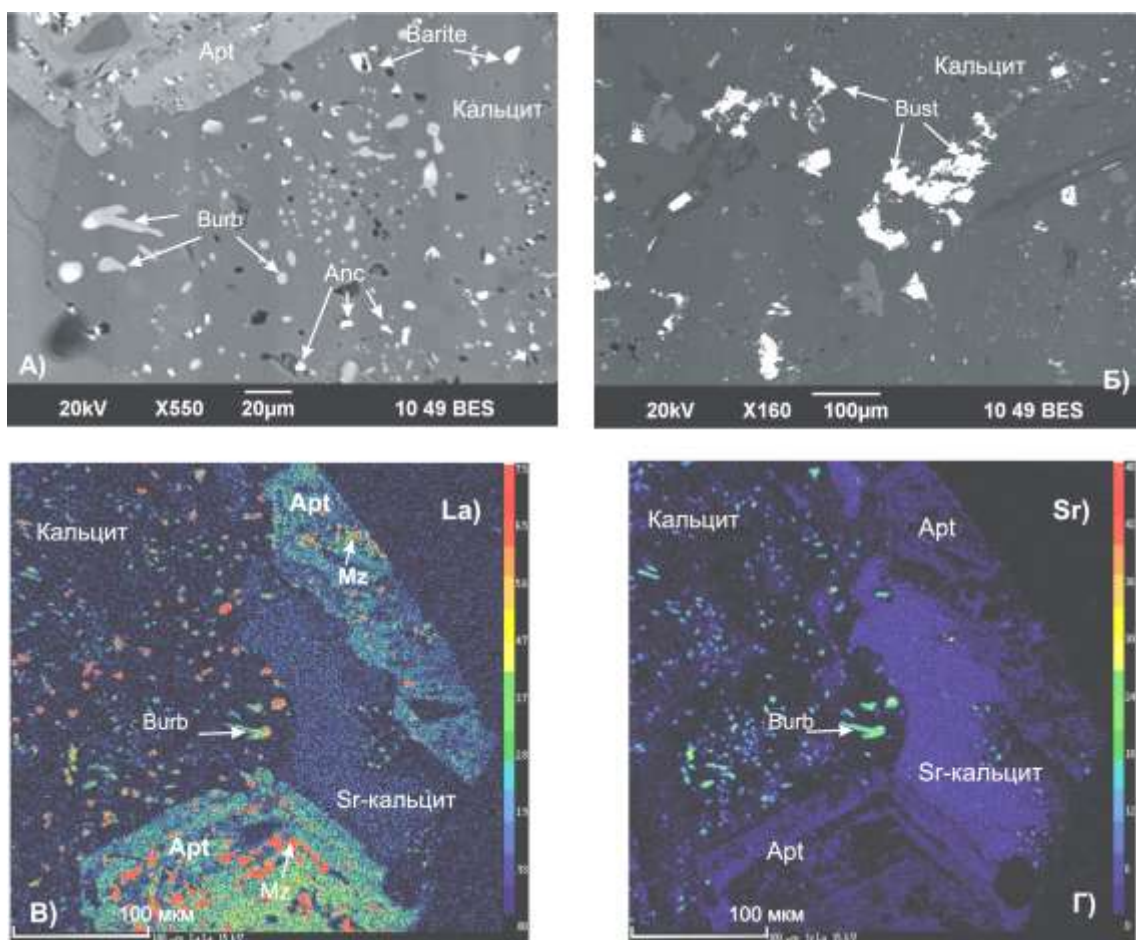 Apt
Barite
Кальцит
Burb
Anc
А)
20kV X550 20µm 10 49 BES
Кальцит
Bust
Б)
20kV X160 100µm 10 49 BES
Кальцит
Apt
La)
Mz
Burb
Sr-кальцит
Apt
Mz
В)
100 мкм
Кальцит
Sr)
Apt
Burb
Sr-кальцит
Apt
100 мкм
Г)